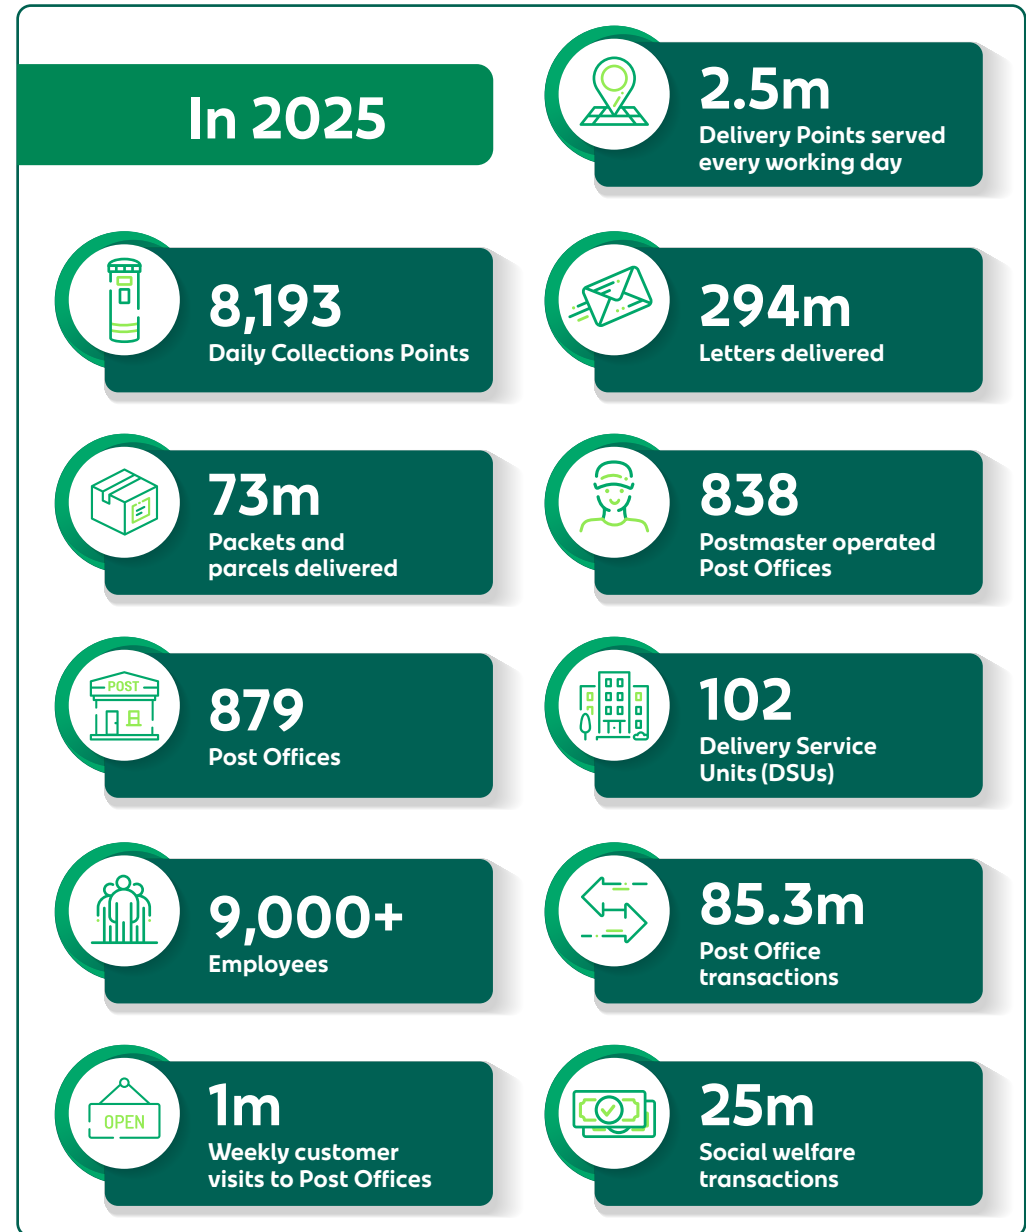 In 2025
2.5m
Delivery Points served
every working day
8,193
Daily Collections Points
294m
Letters delivered
73m
Packets and
parcels delivered
838
Postmaster operated
Post Offices
POST
879
Post Offices
102
Delivery Service
Units (DSUs)
9,000+
Employees
85.3m
Post Office
transactions
OPEN
1m
Weekly customer
visits to Post Offices
25m
Social welfare
transactions